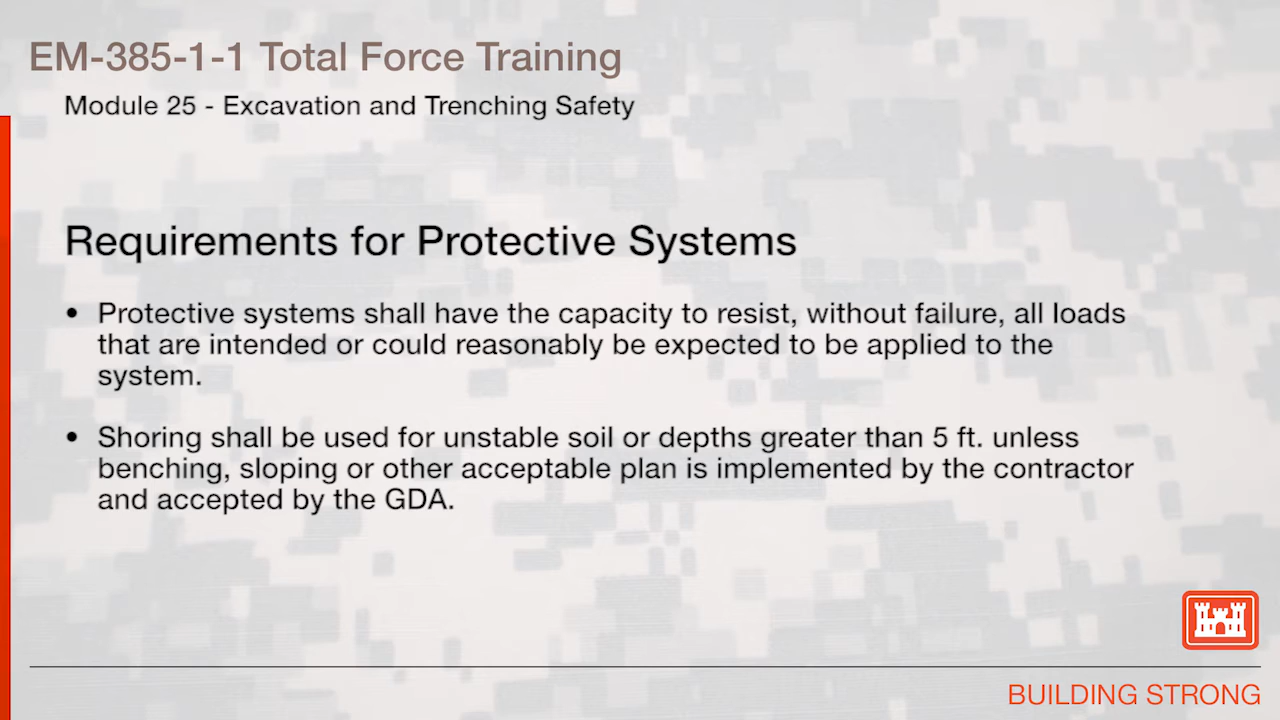 EM-385-1-1 Total Force Training
Module 25 - Excavation and Trenching Safety
Requirements for Protective Systems
• Protective systems shall have the capacity to resist, without failure, all loads
that are intended or could reasonably be expected to be applied to the
system.
• Shoring shall be used for unstable soil or depths greater than 5 ft. unless
benching, sloping or other acceptable plan is implemented by the contractor
and accepted by the GDA.
BUILDING STRONG